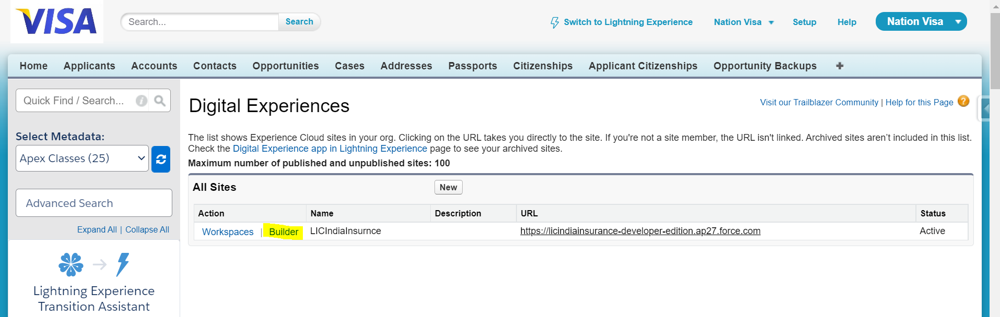 VISA
Search...
Search
Switch to Lightning Experience
Nation Visa
Setup
Help
Nation Visa
Home Applicants Accounts Contacts Opportunities Cases Addresses Passports Citizenships Applicant Citizenships Opportunity Backups +
Quick Find / Search...
Select Metadata:
Apex Classes (25)
Advanced Search
Expand All | Collapse All
Lightning Experience
Transition Assistant
Digital Experiences
Visit our Trailblazer Community | Help for this Page ?
The list shows Experience Cloud sites in your org. Clicking on the URL takes you directly to the site. If you're not a site member, the URL isn't linked. Archived sites aren’t included in this list.
Check the Digital Experience app in Lightning Experience page to see your archived sites.
Maximum number of published and unpublished sites: 100
All Sites New
Action Name Description URL Status
Workspaces | Builder LICIndiaInsurnce https://licindiainsurance-developer-edition.ap27.force.com Active